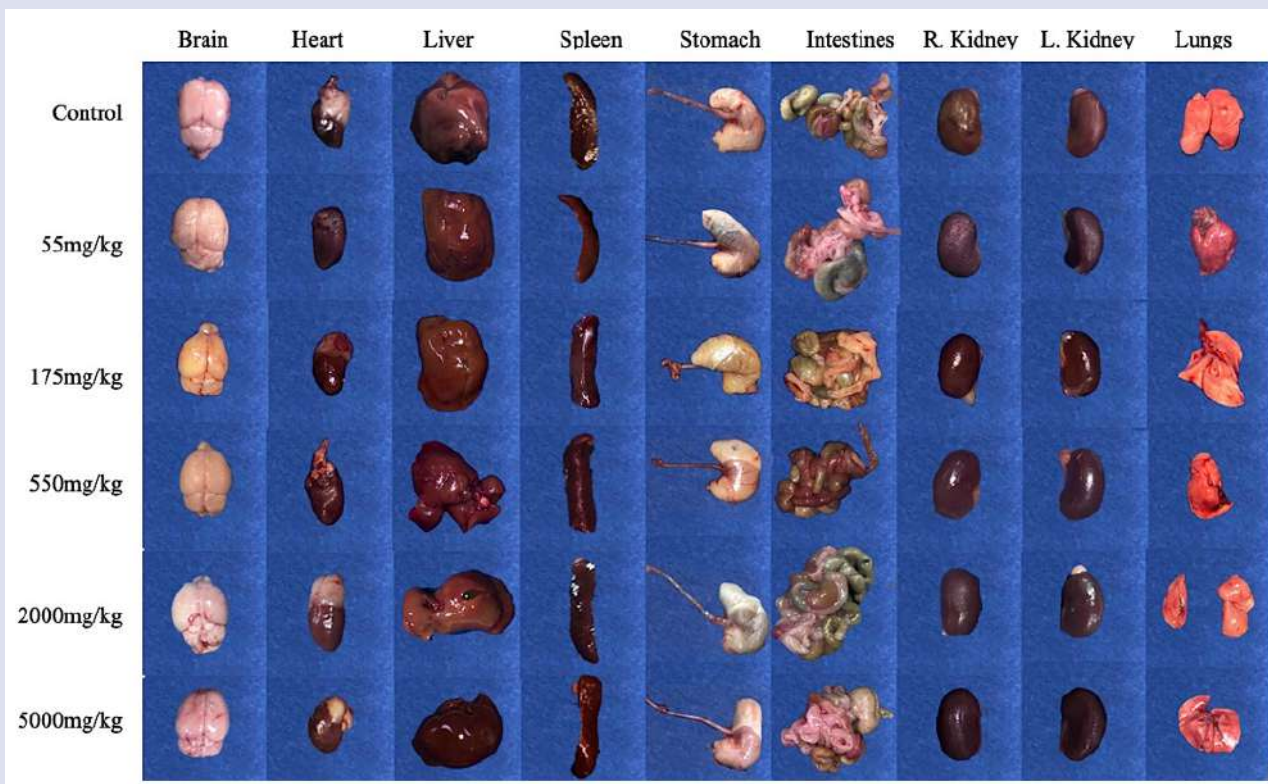 Brain Heart Liver Spleen Stomach Intestines R. Kidney L. Kidney Lungs
Control
55mg/kg
175mg/kg
550mg/kg
2000mg/kg
5000mg/kg